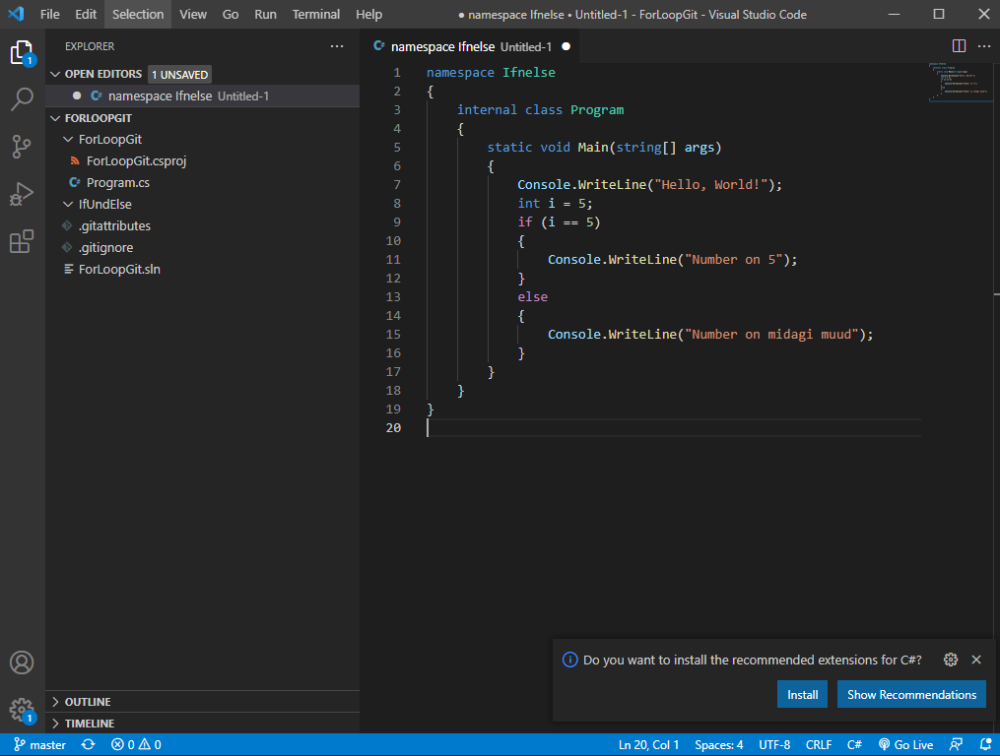 File Edit Selection View Go Run Terminal Help ● namespace Ifnelse • Untitled-1 - ForLoopGit - Visual Studio Code
EXPLORER
OPEN EDITORS 1 UNSAVED
namespace Ifnelse Untitled-1
FORLOOPGIT
ForLoopGit
ForLoopGit.csproj
Program.cs
IfUndElse
.gitattributes
.gitignore
ForLoopGit.sln
OUTLINE
TIMELINE
1
1
namespace Ifnelse Untitled-1 ●
1 namespace Ifnelse
2 {
3 internal class Program
4 {
5 static void Main(string[] args)
6 {
7 Console.WriteLine("Hello, World!");
8 int i = 5;
9 if (i == 5)
10 {
11 Console.WriteLine("Number on 5");
12 }
13 else
14 {
15 Console.WriteLine("Number on midagi muud");
16 }
17 }
18 }
19 }
20
Do you want to install the recommended extensions for C#?
Install Show Recommendations
master 0 0 Ln 20, Col 1 Spaces: 4 UTF-8 CRLF C# Go Live